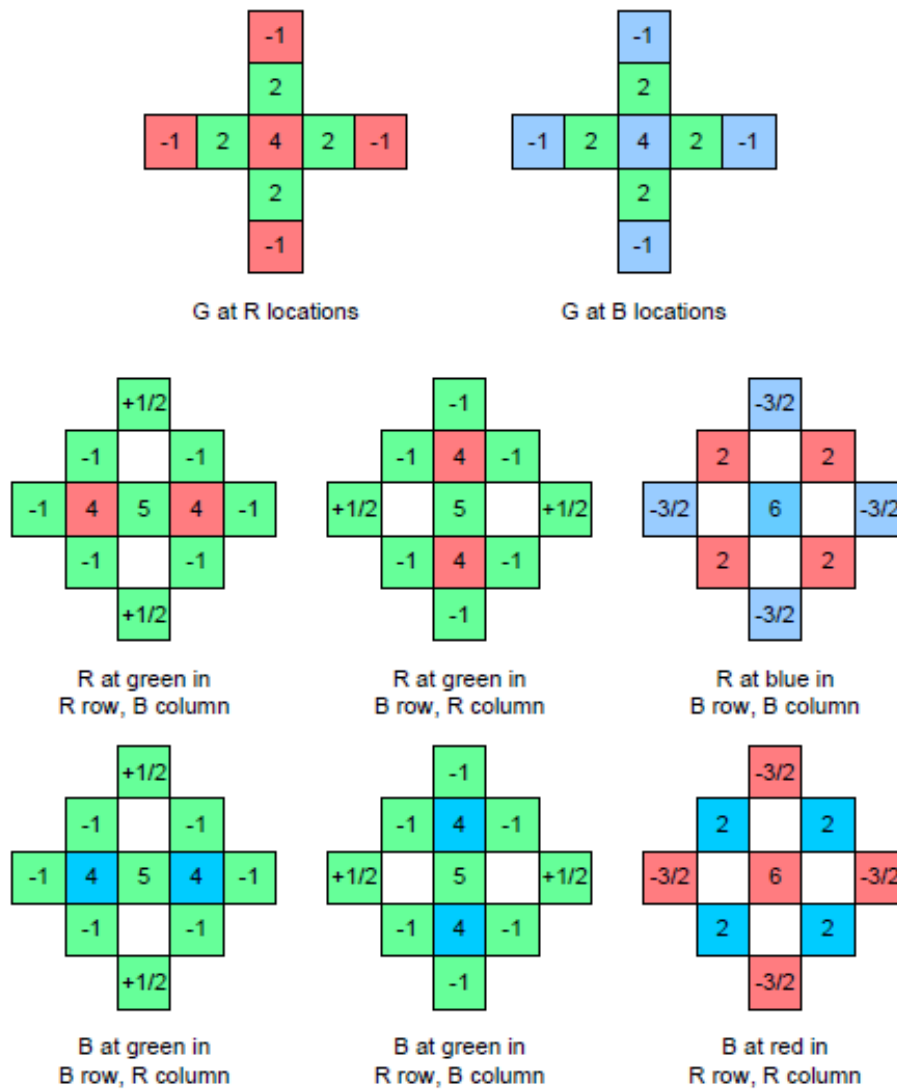 -1
2
-1 2 4 2 -1
2
-1
G at R locations
-1
2
-1 2 4 2 -1
2
-1
G at B locations
+1/2
-1 -1
-1 4 5 4 -1
-1 -1
+1/2
R at green in
R row, B column
-1
-1 4 -1
+1/2 5 +1/2
-1 4 -1
-1
R at green in
B row, R column
-3/2
2 2
-3/2 6 -3/2
2 2
-3/2
R at blue in
B row, B column
+1/2
-1 -1
-1 4 5 4 -1
-1 -1
+1/2
B at green in
B row, R column
-1
-1 4 -1
+1/2 5 +1/2
-1 4 -1
-1
B at green in
R row, B column
-3/2
2 2
-3/2 6 -3/2
2 2
-3/2
B at red in
R row, R column